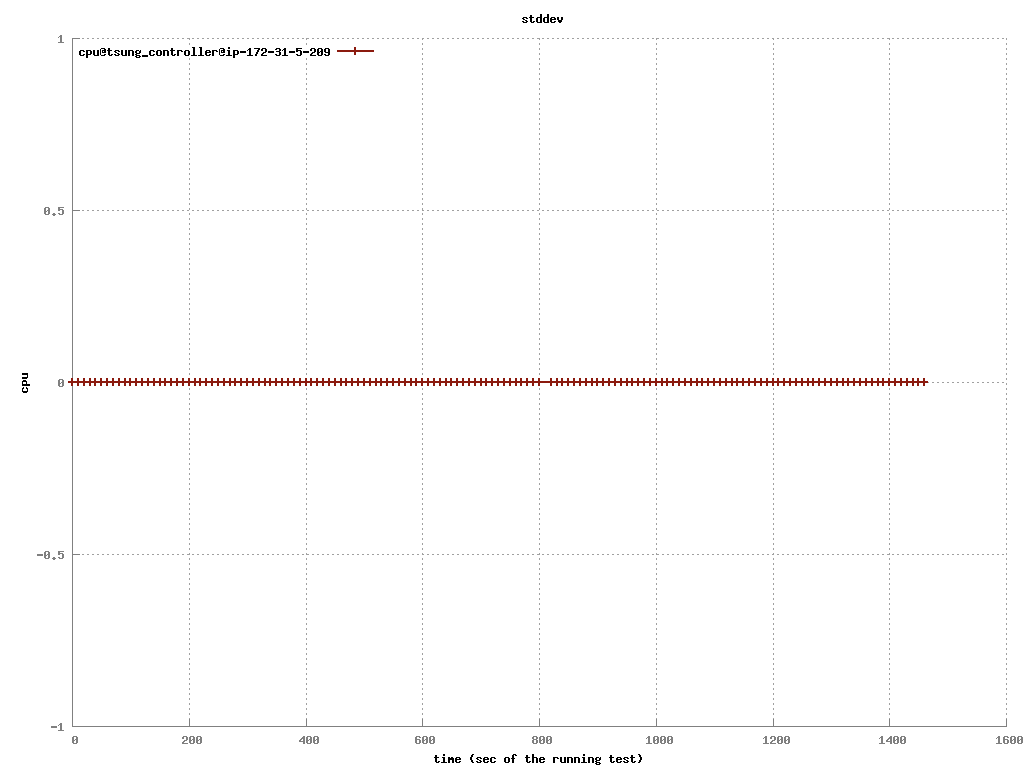 stddev
1
cpu@tsung_controller@ip-172-31-5-209
0.5
cpu
0
-0.5
-1
0 200 400 600 800 1000 1200 1400 1600
time (sec of the running test)